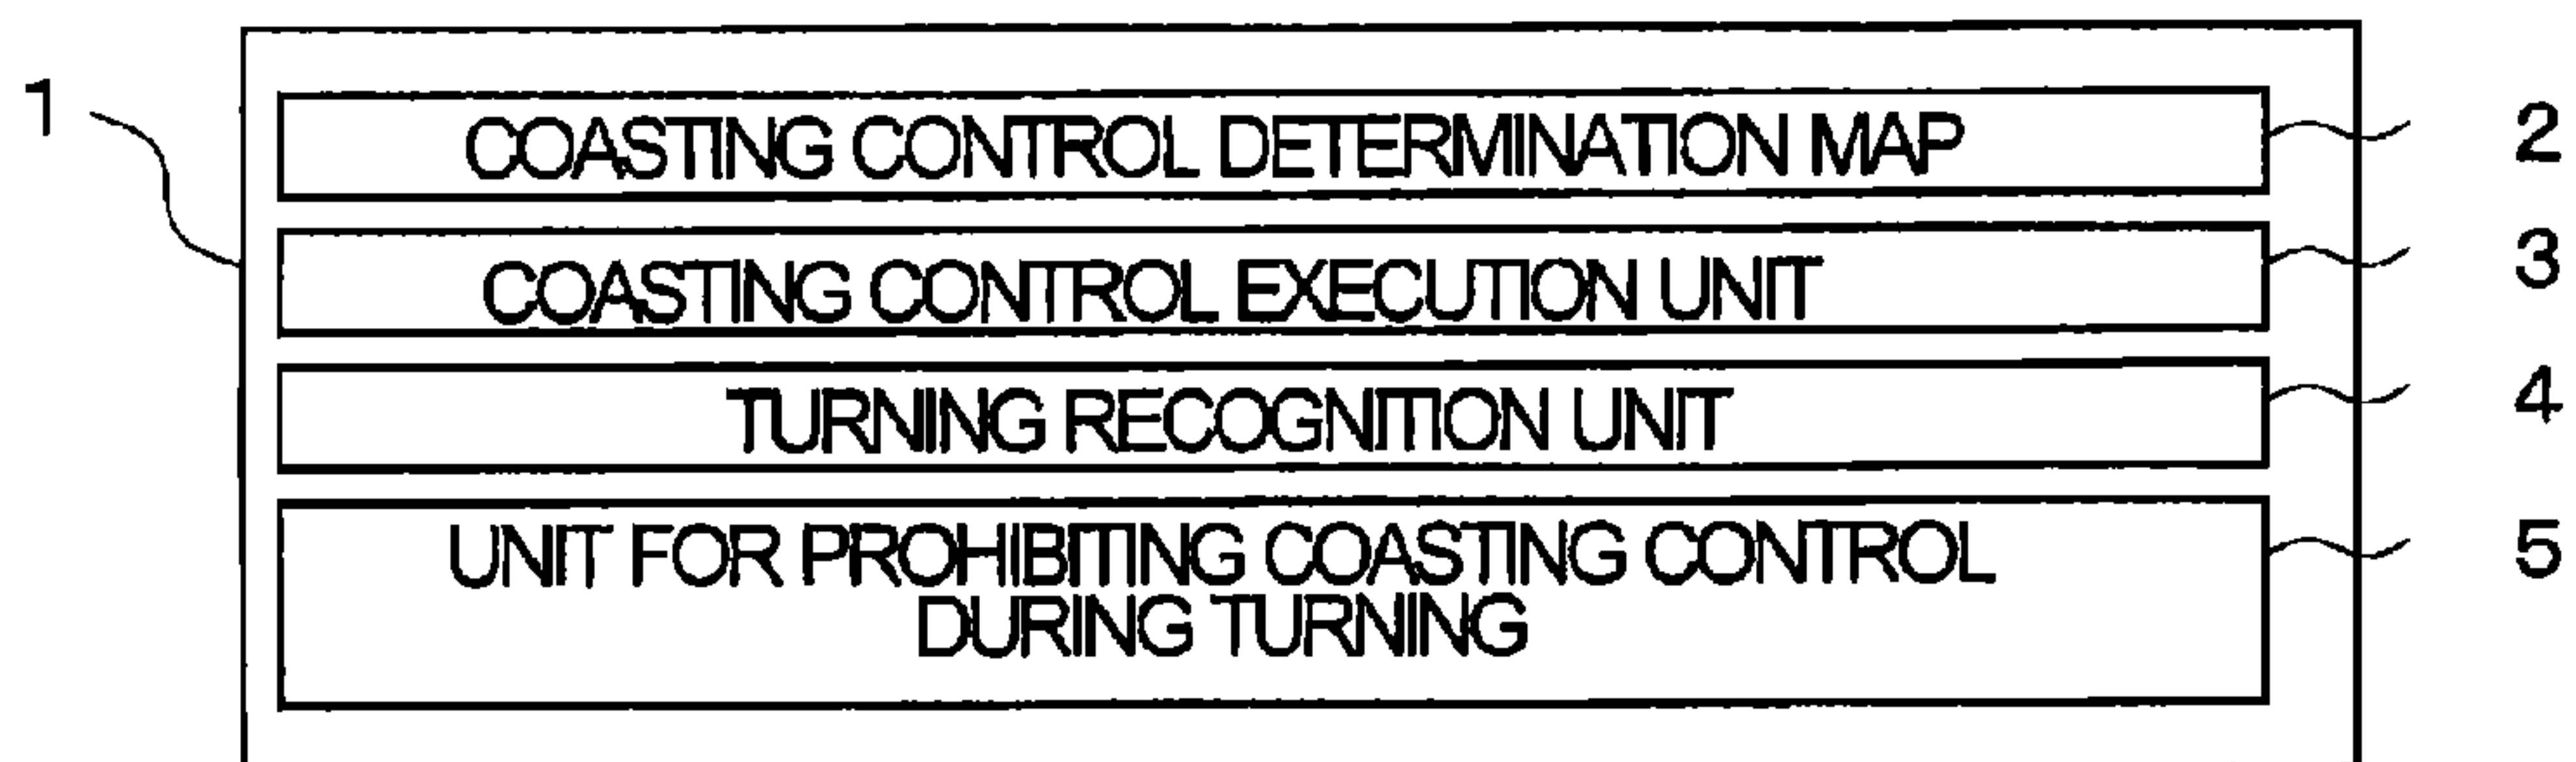 1
COASTING CONTROL DETERMINATION MAP 2
COASTING CONTROL EXECUTION UNIT 3
TURNING RECOGNITION UNIT 4
UNIT FOR PROHIBITING COASTING CONTROL 5
DURING TURNING